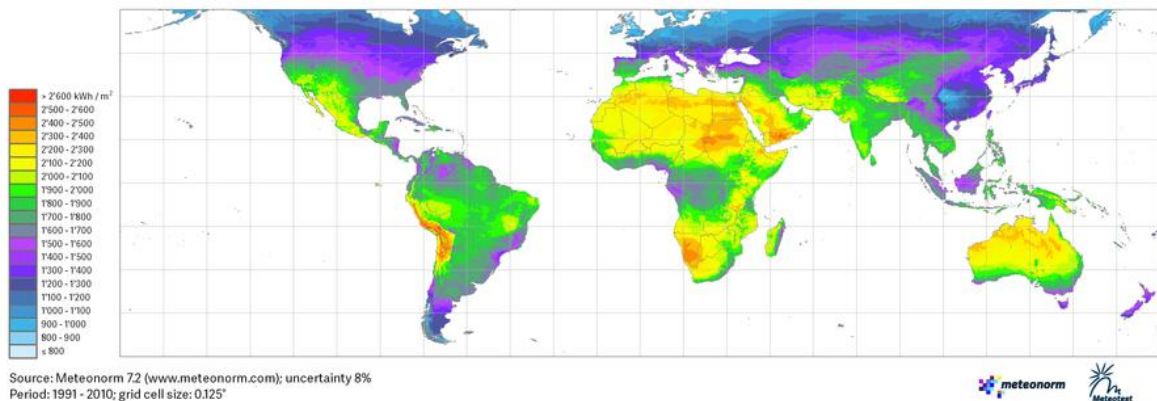 > 2'600 kWh / m²
2'500 - 2'600
2'400 - 2'500
2'300 - 2'400
2'200 - 2'300
2'100 - 2'200
2'000 - 2'100
1'900 - 2'000
1'800 - 1'900
1'700 - 1'800
1'600 - 1'700
1'500 - 1'600
1'400 - 1'500
1'300 - 1'400
1'200 - 1'300
1'100 - 1'200
1'000 - 1'100
900 - 1'000
800 - 900
≤ 800
Source: Meteonorm 7.2 (www.meteonorm.com); uncertainty 8%
Period: 1991 - 2010; grid cell size: 0.125°
meteonorm
Meteotest